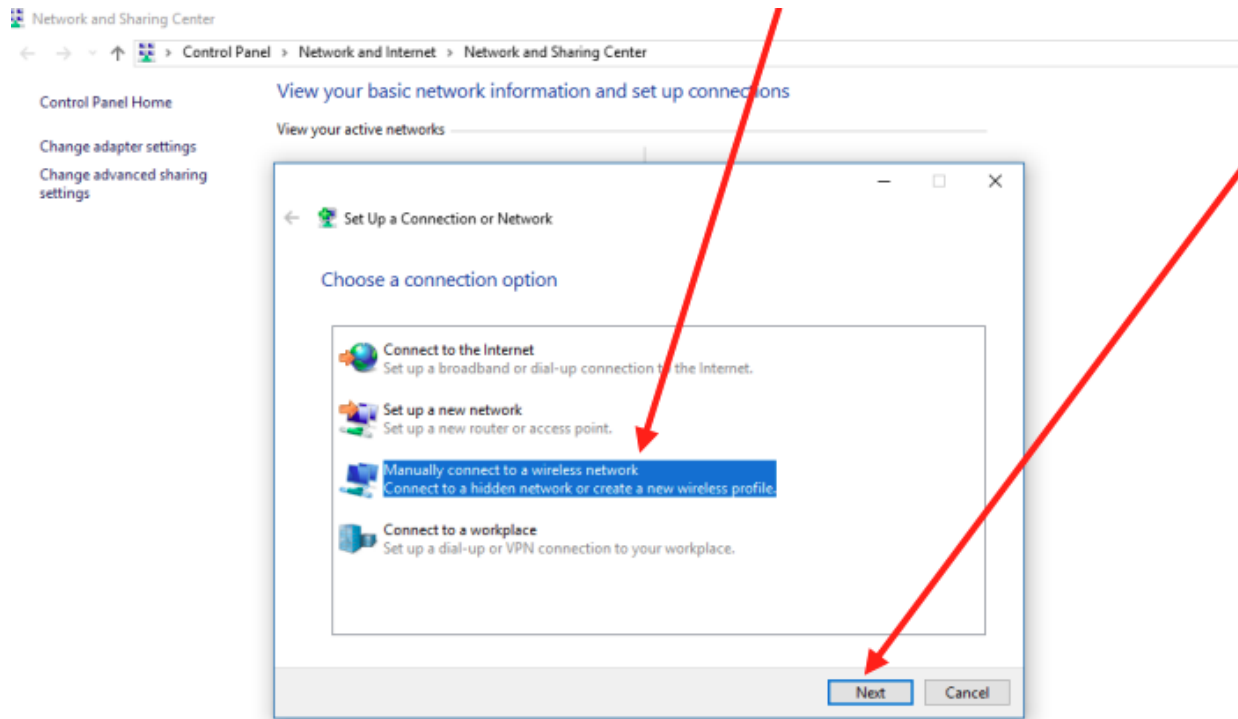 Network and Sharing Center
Control Panel > Network and Internet > Network and Sharing Center
Control Panel Home
Change adapter settings
Change advanced sharing
settings
View your basic network information and set up connections
View your active networks
Set Up a Connection or Network
Choose a connection option
Connect to the Internet
Set up a broadband or dial-up connection to the Internet.
Set up a new network
Set up a new router or access point.
Manually connect to a wireless network
Connect to a hidden network or create a new wireless profile.
Connect to a workplace
Set up a dial-up or VPN connection to your workplace.
Next
Cancel